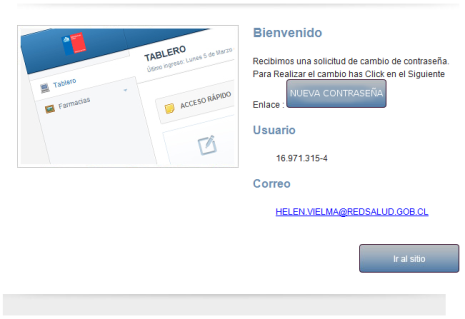 TABLERO
Último ingreso: Lunes 5 de Marzo
Tablero
Farmacias
ACCESO RÁPIDO
Bienvenido
Recibimos una solicitud de cambio de contraseña.
Para Realizar el cambio has Click en el Siguiente
Enlace : NUEVA CONTRASEÑA
Usuario
16.971.315-4
Correo
HELEN.VIELMA@REDSALUD.GOB.CL
Ir al sitio